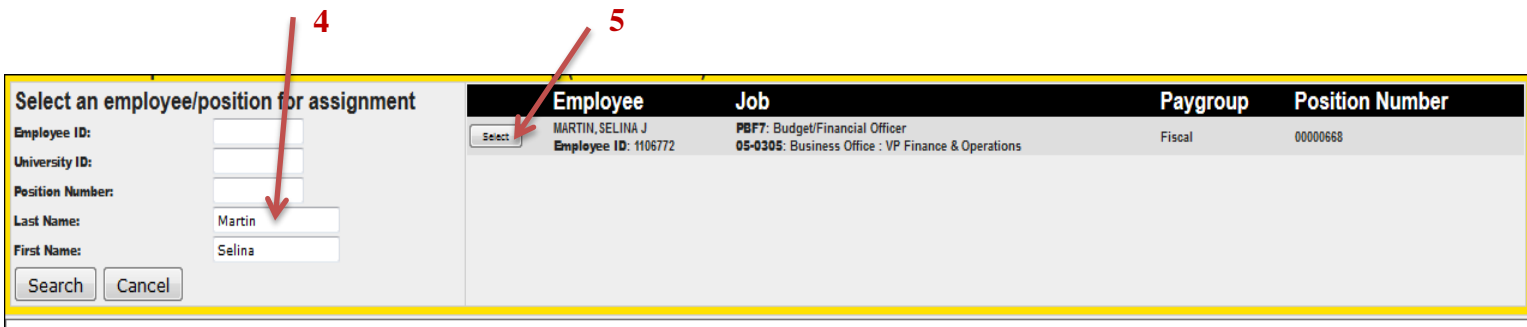 4
5
Select an employee/position for assignment
Employee ID:
University ID:
Position Number:
Last Name: Martin
First Name: Selina
Search Cancel
Employee Job Paygroup Position Number
Select MARTIN, SELINA J PBF7: Budget/Financial Officer Fiscal 00000668
Employee ID: 1106772 05-0305: Business Office : VP Finance & Operations